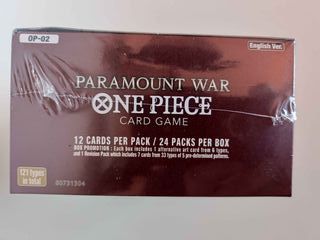 OP-02
English Ver.
PARAMOUNT WAR
ONE PIECE
CARD GAME
12 CARDS PER PACK / 24 PACKS PER BOX
BOX PROMOTION : Each box includes 1 alternative art card from 6 types,
and 1 Revision Pack which includes 7 cards from 33 types of 5 pre-determined patterns.
121 types
in total
80731304